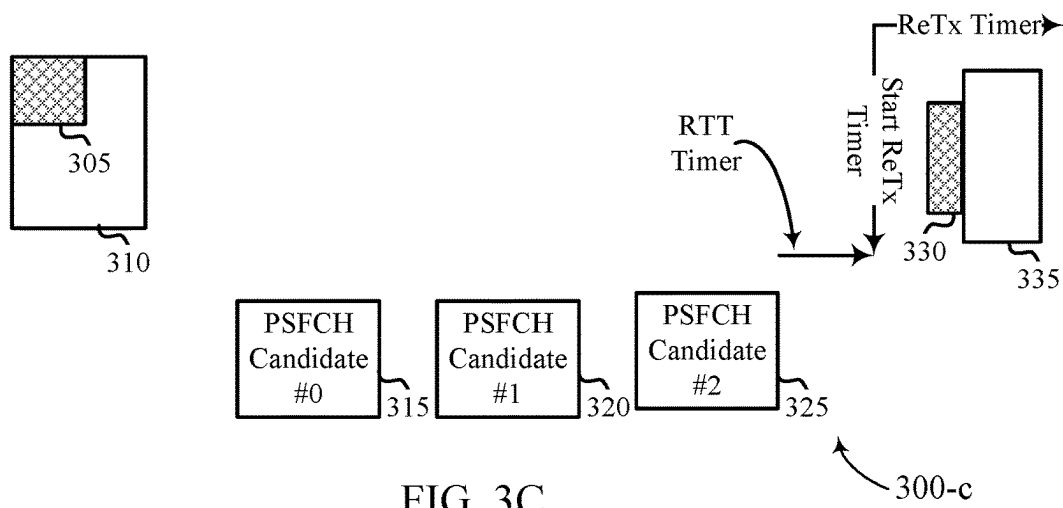 ReTx Timer
Start ReTx
Timer
RTT
Timer
305
310
330
335
PSFCH
Candidate
#0
315
PSFCH
Candidate
#1
320
PSFCH
Candidate
#2
325
300-c
FIG. 3C